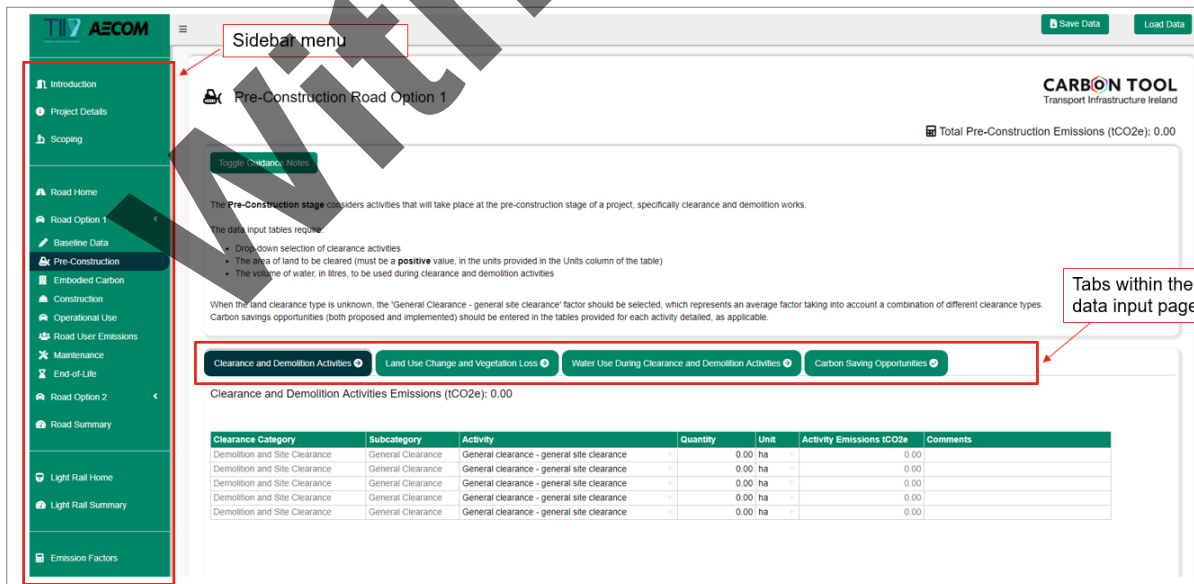 TII AECOM
Save Data
Load Data
Sidebar menu
Introduction
Project Details
Scoping
Road Home
Road Option 1
Baseline Data
Pre-Construction
Embodied Carbon
Construction
Operational Use
Road User Emissions
Maintenance
End-of-Life
Road Option 2
Road Summary
Light Rail Home
Light Rail Summary
Emission Factors
Pre-Construction Road Option 1
CARBON TOOL
Transport Infrastructure Ireland
Total Pre-Construction Emissions (tCO2e): 0.00
Toggle Guidance Notes
The Pre-Construction stage considers activities that will take place at the pre-construction stage of a project, specifically clearance and demolition works.
The data input tables require:
Drop-down selection of clearance activities
The area of land to be cleared (must be a positive value, in the units provided in the Units column of the table)
The volume of water, in litres, to be used during clearance and demolition activities
When the land clearance type is unknown, the 'General Clearance - general site clearance' factor should be selected, which represents an average factor taking into account a combination of different clearance types.
Carbon savings opportunities (both proposed and implemented) should be entered in the tables provided for each activity detailed, as applicable.
Tabs within the
data input page
Clearance and Demolition Activities
Land Use Change and Vegetation Loss
Water Use During Clearance and Demolition Activities
Carbon Saving Opportunities
Clearance and Demolition Activities Emissions (tCO2e): 0.00
Clearance Category Subcategory Activity Quantity Unit Activity Emissions tCO2e Comments
Demolition and Site Clearance General Clearance General clearance - general site clearance 0.00 ha 0.00
Demolition and Site Clearance General Clearance General clearance - general site clearance 0.00 ha 0.00
Demolition and Site Clearance General Clearance General clearance - general site clearance 0.00 ha 0.00
Demolition and Site Clearance General Clearance General clearance - general site clearance 0.00 ha 0.00
Demolition and Site Clearance General Clearance General clearance - general site clearance 0.00 ha 0.00
With